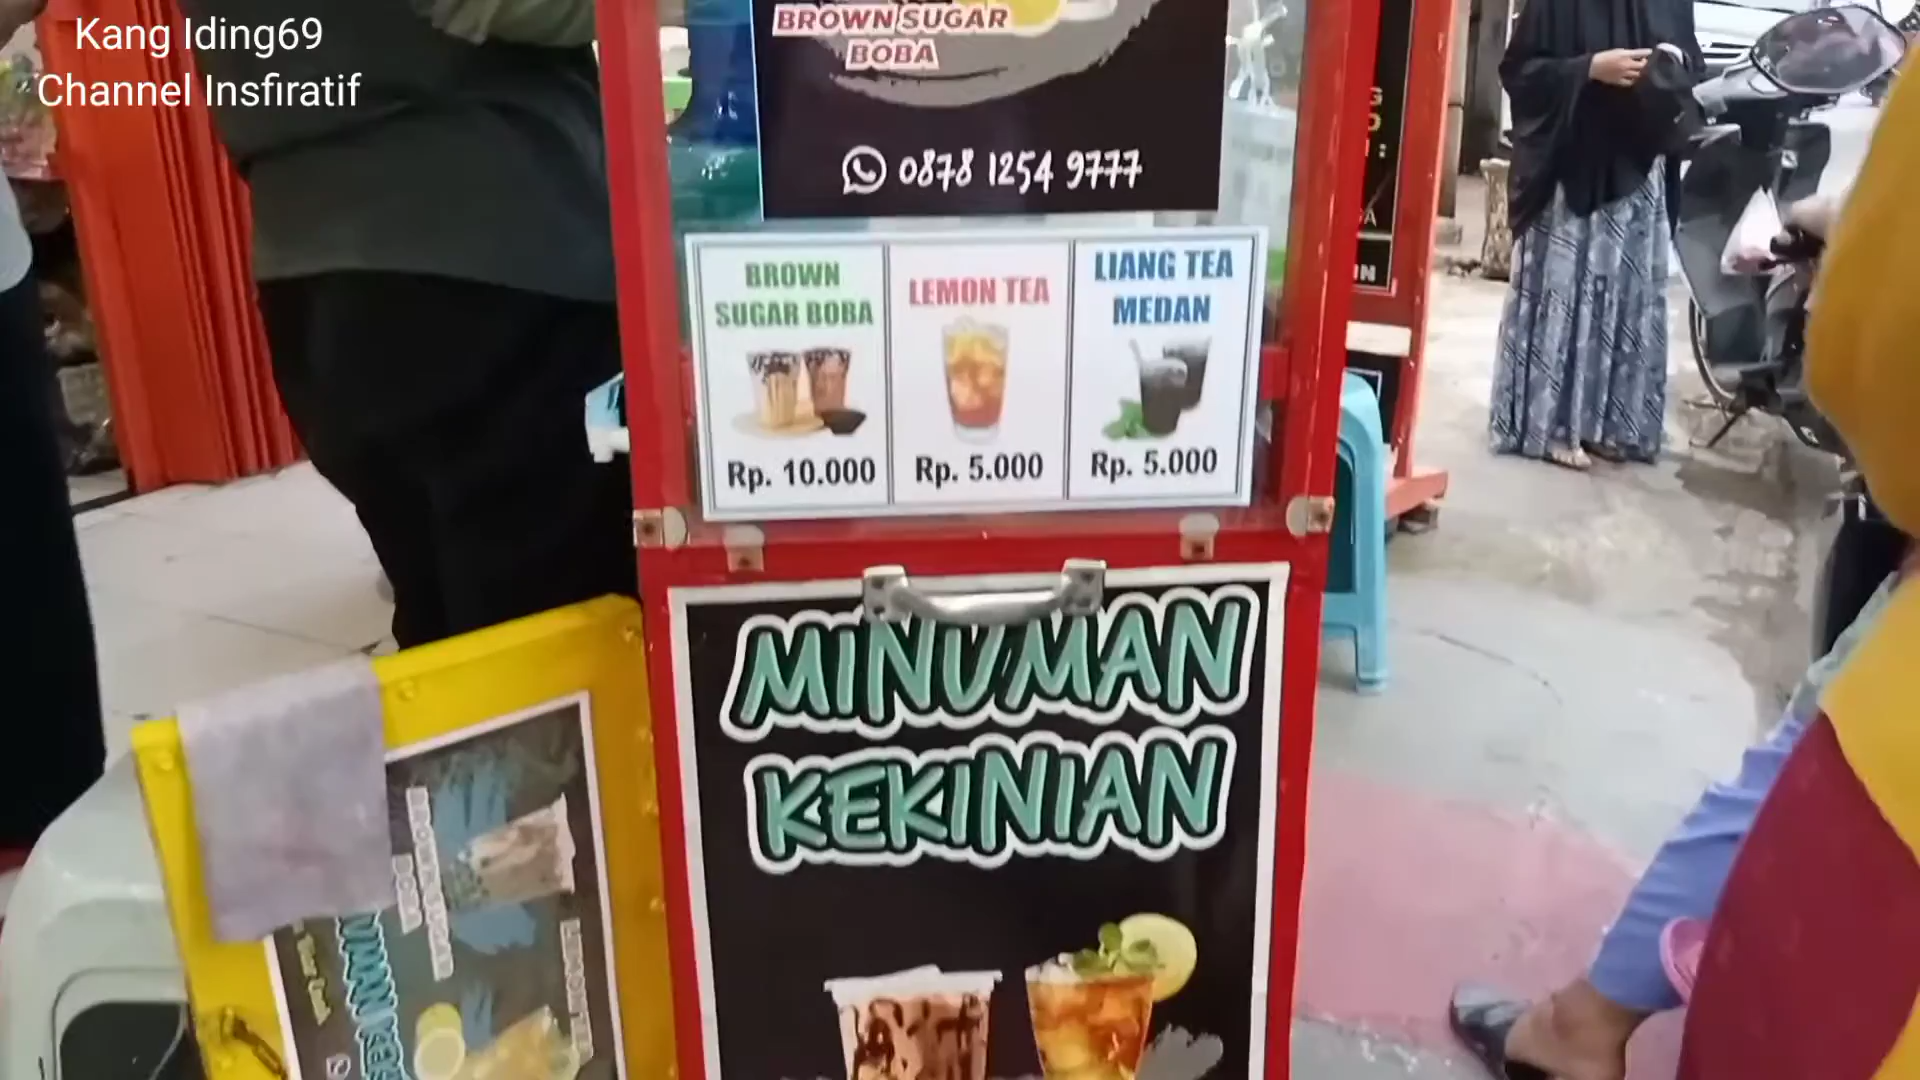 Kang Iding69
Channel Insfiratif
BROWN SUGAR
BOBA
0878 1254 9777
BROWN
SUGAR BOBA
Rp. 10.000
LEMON TEA
Rp. 5.000
LIANG TEA
MEDAN
Rp. 5.000
MINUMAN
KEKINIAN